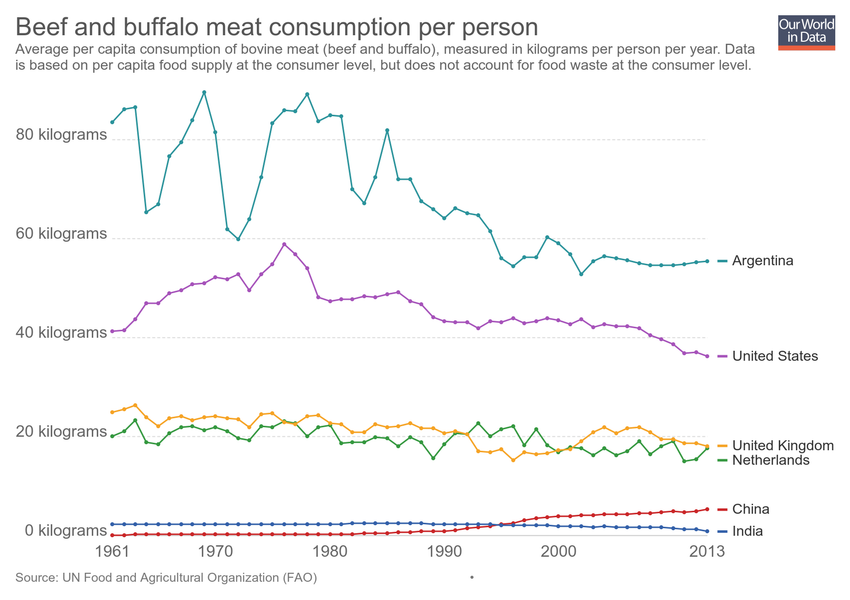 Beef and buffalo meat consumption per person
Our World
in Data
Average per capita consumption of bovine meat (beef and buffalo), measured in kilograms per person per year. Data
is based on per capita food supply at the consumer level, but does not account for food waste at the consumer level.
80 kilograms
60 kilograms
Argentina
40 kilograms
United States
20 kilograms
United Kingdom
Netherlands
China
0 kilograms
India
1961 1970 1980 1990 2000 2013
Source: UN Food and Agricultural Organization (FAO)
•